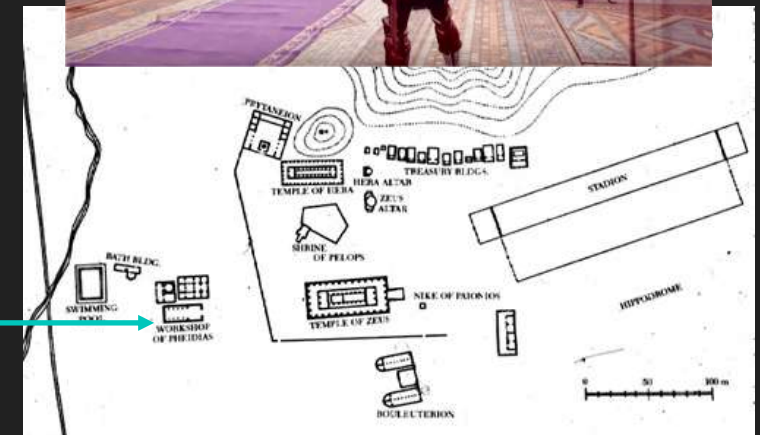 PRYTANEION
TEMPLE OF HERA
HERA ALTAR
TREASURY BLDGS.
ZEUS
ALTAR
STADION
SHRINE
OF PELOPS
BATH BLDG.
SWIMMING
POOL
WORKSHOP
OF PHEIDIAS
TEMPLE OF ZEUS
NIKE OF PAIONIOS
HIPPODROME
BOULEUTERION
0 50 100 m